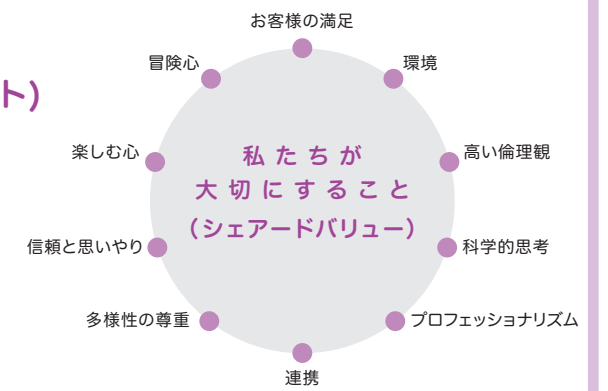 お客様の満足
冒険心
環境
ト)
楽しむ心
私たちが
高い倫理観
大切にすること
(シェアードバリュー)
信頼と思いやり
科学的思考
多様性の尊重
プロフェッショナリズム
連携